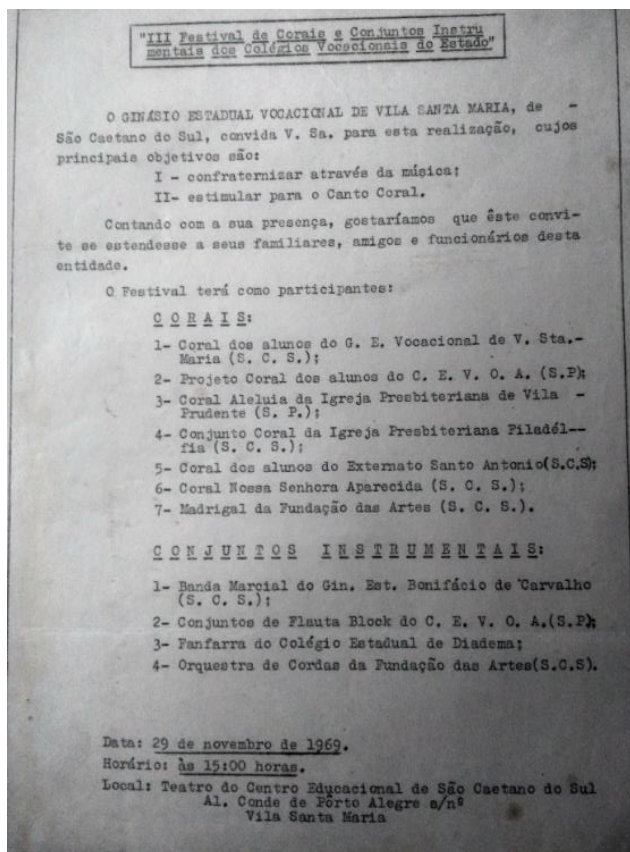 "III Festival de Corais e Conjuntos Instru
mentais dos Colégios Vocacionais do Estado"
O GINÁSIO ESTADUAL VOCACIONAL DE VILA SANTA MARIA, de -
São Caetano do Sul, convida V. Sa. para esta realização, cujos
principais objetivos são:
I - confraternizar através da música;
II- estimular para o Canto Coral.
Contando com a sua presença, gostaríamos que êste convi-
te se estendesse a seus familiares, amigos e funcionários desta
entidade.
O Festival terá como participantes:
C O R A I S:
1- Coral dos alunos do G. E. Vocacional de V. Sta.-
Maria (S. C. S.);
2- Projeto Coral dos alunos do C. E. V. O. A. (S.P);
3- Coral Aleluia da Igreja Presbiteriana de Vila -
Prudente (S. P.);
4- Conjunto Coral da Igreja Presbiteriana Filadél--
fia (S. C. S.);
5- Coral dos alunos do Externato Santo Antonio(S.C.S);
6- Coral Nossa Senhora Aparecida (S. C. S.);
7- Madrigal da Fundação das Artes (S. C. S.).
C O N J U N T O S I N S T R U M E N T A I S:
1- Banda Marcial do Gin. Est. Bonifácio de Carvalho
(S. C. S.);
2- Conjuntos de Flauta Block do C. E. V. O. A.(S.P);
3- Fanfarra do Colégio Estadual de Diadema;
4- Orquestra de Cordas da Fundação das Artes(S.C.S).
Data: 29 de novembro de 1969.
Horário: às 15:00 horas.
Local: Teatro do Centro Educacional de São Caetano do Sul
Al. Conde de Pôrto Alegre s/nº
Vila Santa Maria